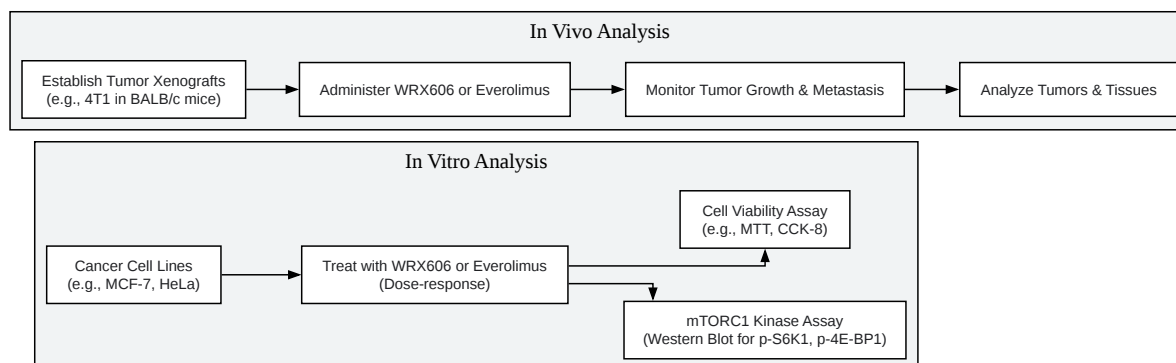 In Vivo Analysis
Establish Tumor Xenografts
(e.g., 4T1 in BALB/c mice)
Administer WRX606 or Everolimus
Monitor Tumor Growth & Metastasis
Analyze Tumors & Tissues
In Vitro Analysis
Cancer Cell Lines
(e.g., MCF-7, HeLa)
Treat with WRX606 or Everolimus
(Dose-response)
Cell Viability Assay
(e.g., MTT, CCK-8)
mTORC1 Kinase Assay
(Western Blot for p-S6K1, p-4E-BP1)